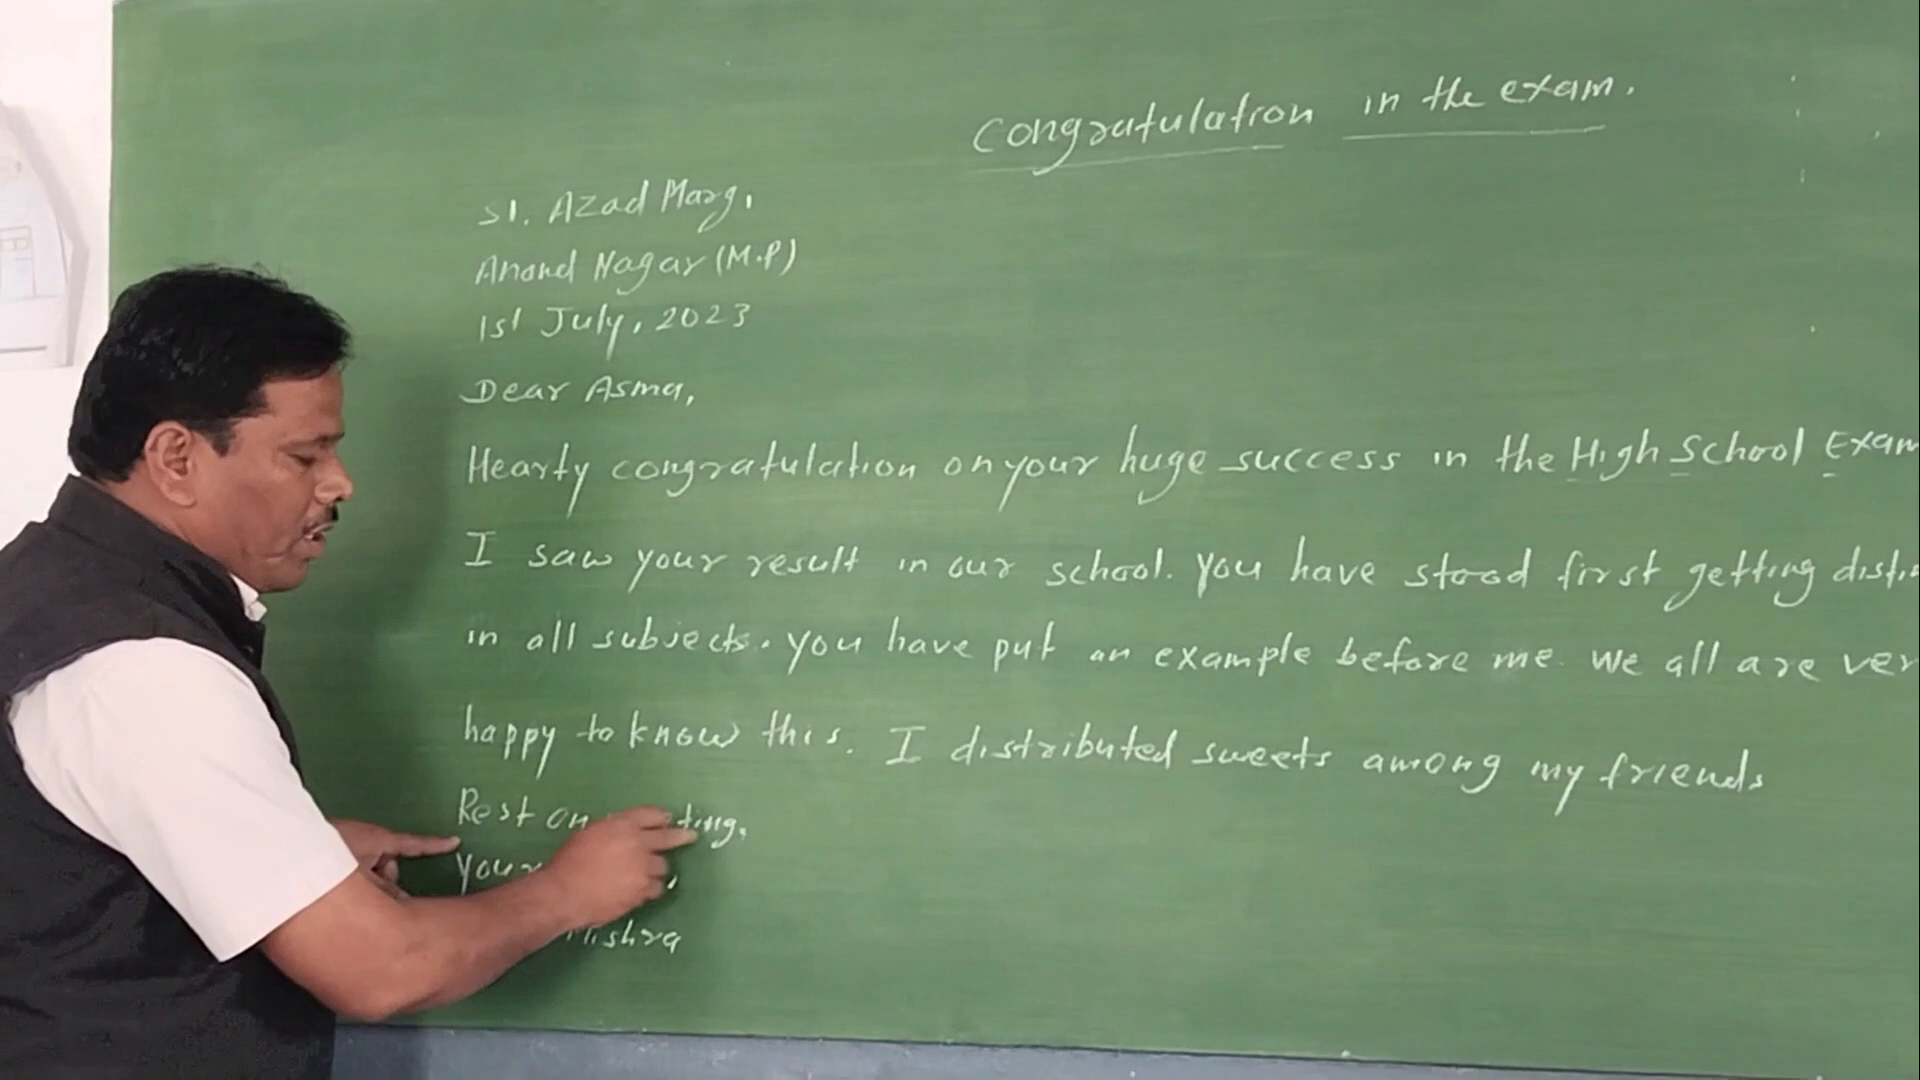 Congratulation in the exam.
51. Azad Marg,
Anand Nagar (M.P)
1st July, 2023
Dear Asma,
Hearty congratulation on your huge success in the High School Exam
I saw your result in our school. You have stood first getting distin
in all subjects. You have put an example before me. We all are ver
happy to know this. I distributed sweets among my friends
Rest on ting,
Your
Mishra